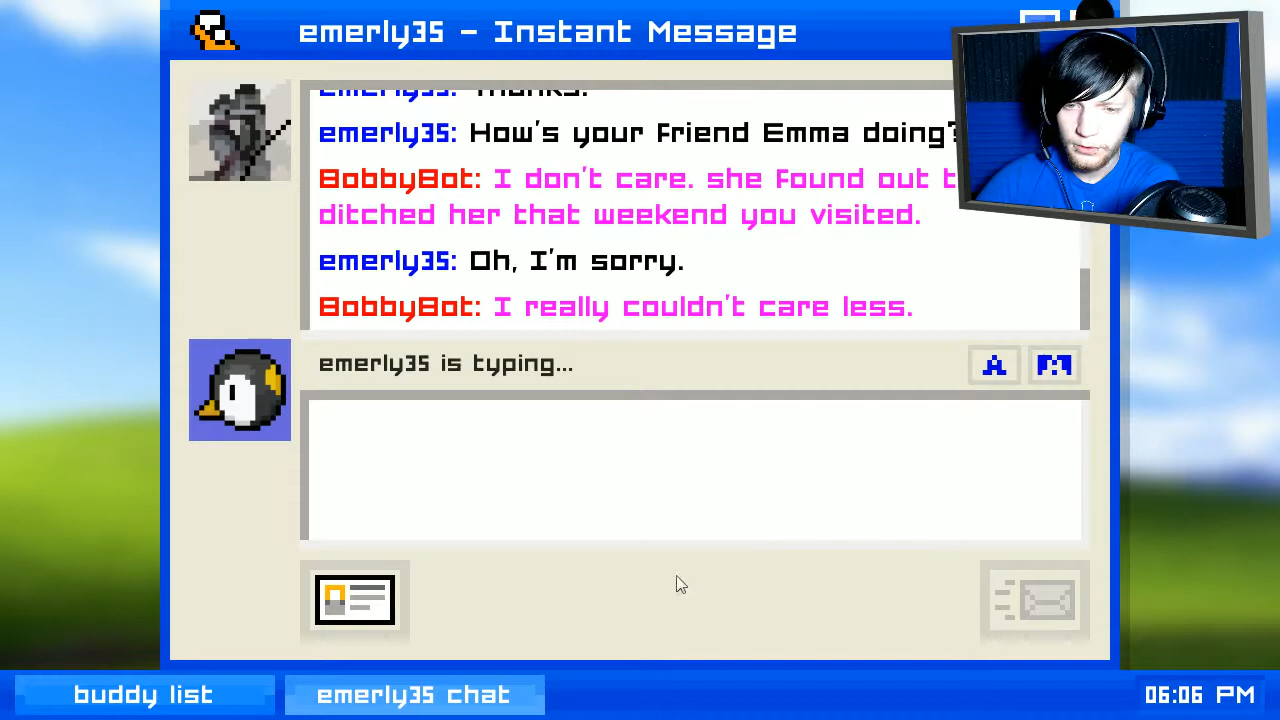 emerly35 - Instant Message
emerly35: Thanks.
emerly35: How's your friend Emma doing?
BobbyBot: I don't care. she found out
ditched her that weekend you visited.
emerly35: Oh, I'm sorry.
BobbyBot: I really couldn't care less.
emerly35 is typing...
A
buddy list
emerly35 chat
06:06 PM